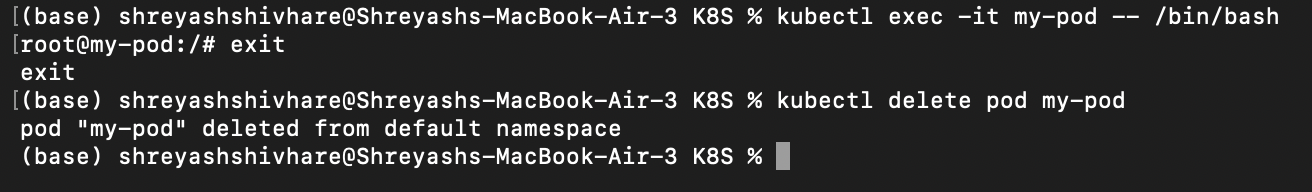 [(base) shreyashshivhare@Shreyashs-MacBook-Air-3 K8S % kubectl exec -it my-pod -- /bin/bash
[root@my-pod:/# exit
exit
[(base) shreyashshivhare@Shreyashs-MacBook-Air-3 K8S % kubectl delete pod my-pod
pod "my-pod" deleted from default namespace
(base) shreyashshivhare@Shreyashs-MacBook-Air-3 K8S %